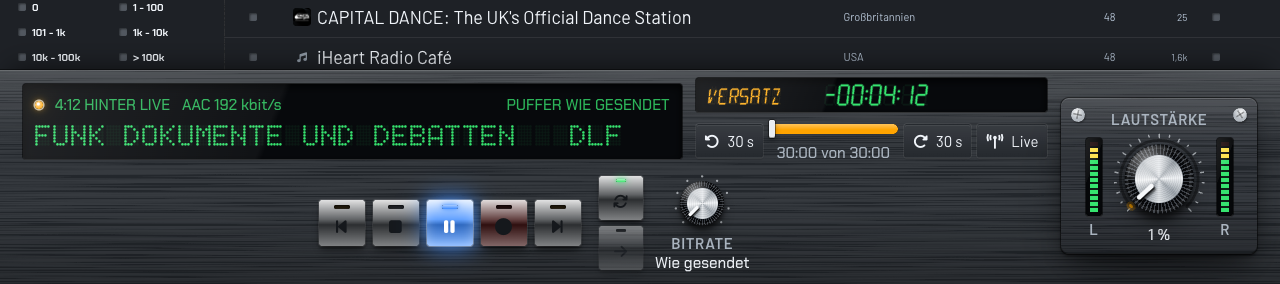 0
1 - 100
CAPITAL DANCE: The UK's Official Dance Station
Großbritannien
48
25
101 - 1k
1k - 10k
10k - 100k
> 100k
iHeart Radio Café
USA
48
1,6k
4:12 HINTER LIVE AAC 192 kbit/s
PUFFER WIE GESENDET
FUNK DOKUMENTE UND DEBATTEN DLF
VERSATZ -00:04:12
30 s
30:00 von 30:00
30 s
Live
LAUTSTÄRKE
L
R
1 %
BITRATE
Wie gesendet